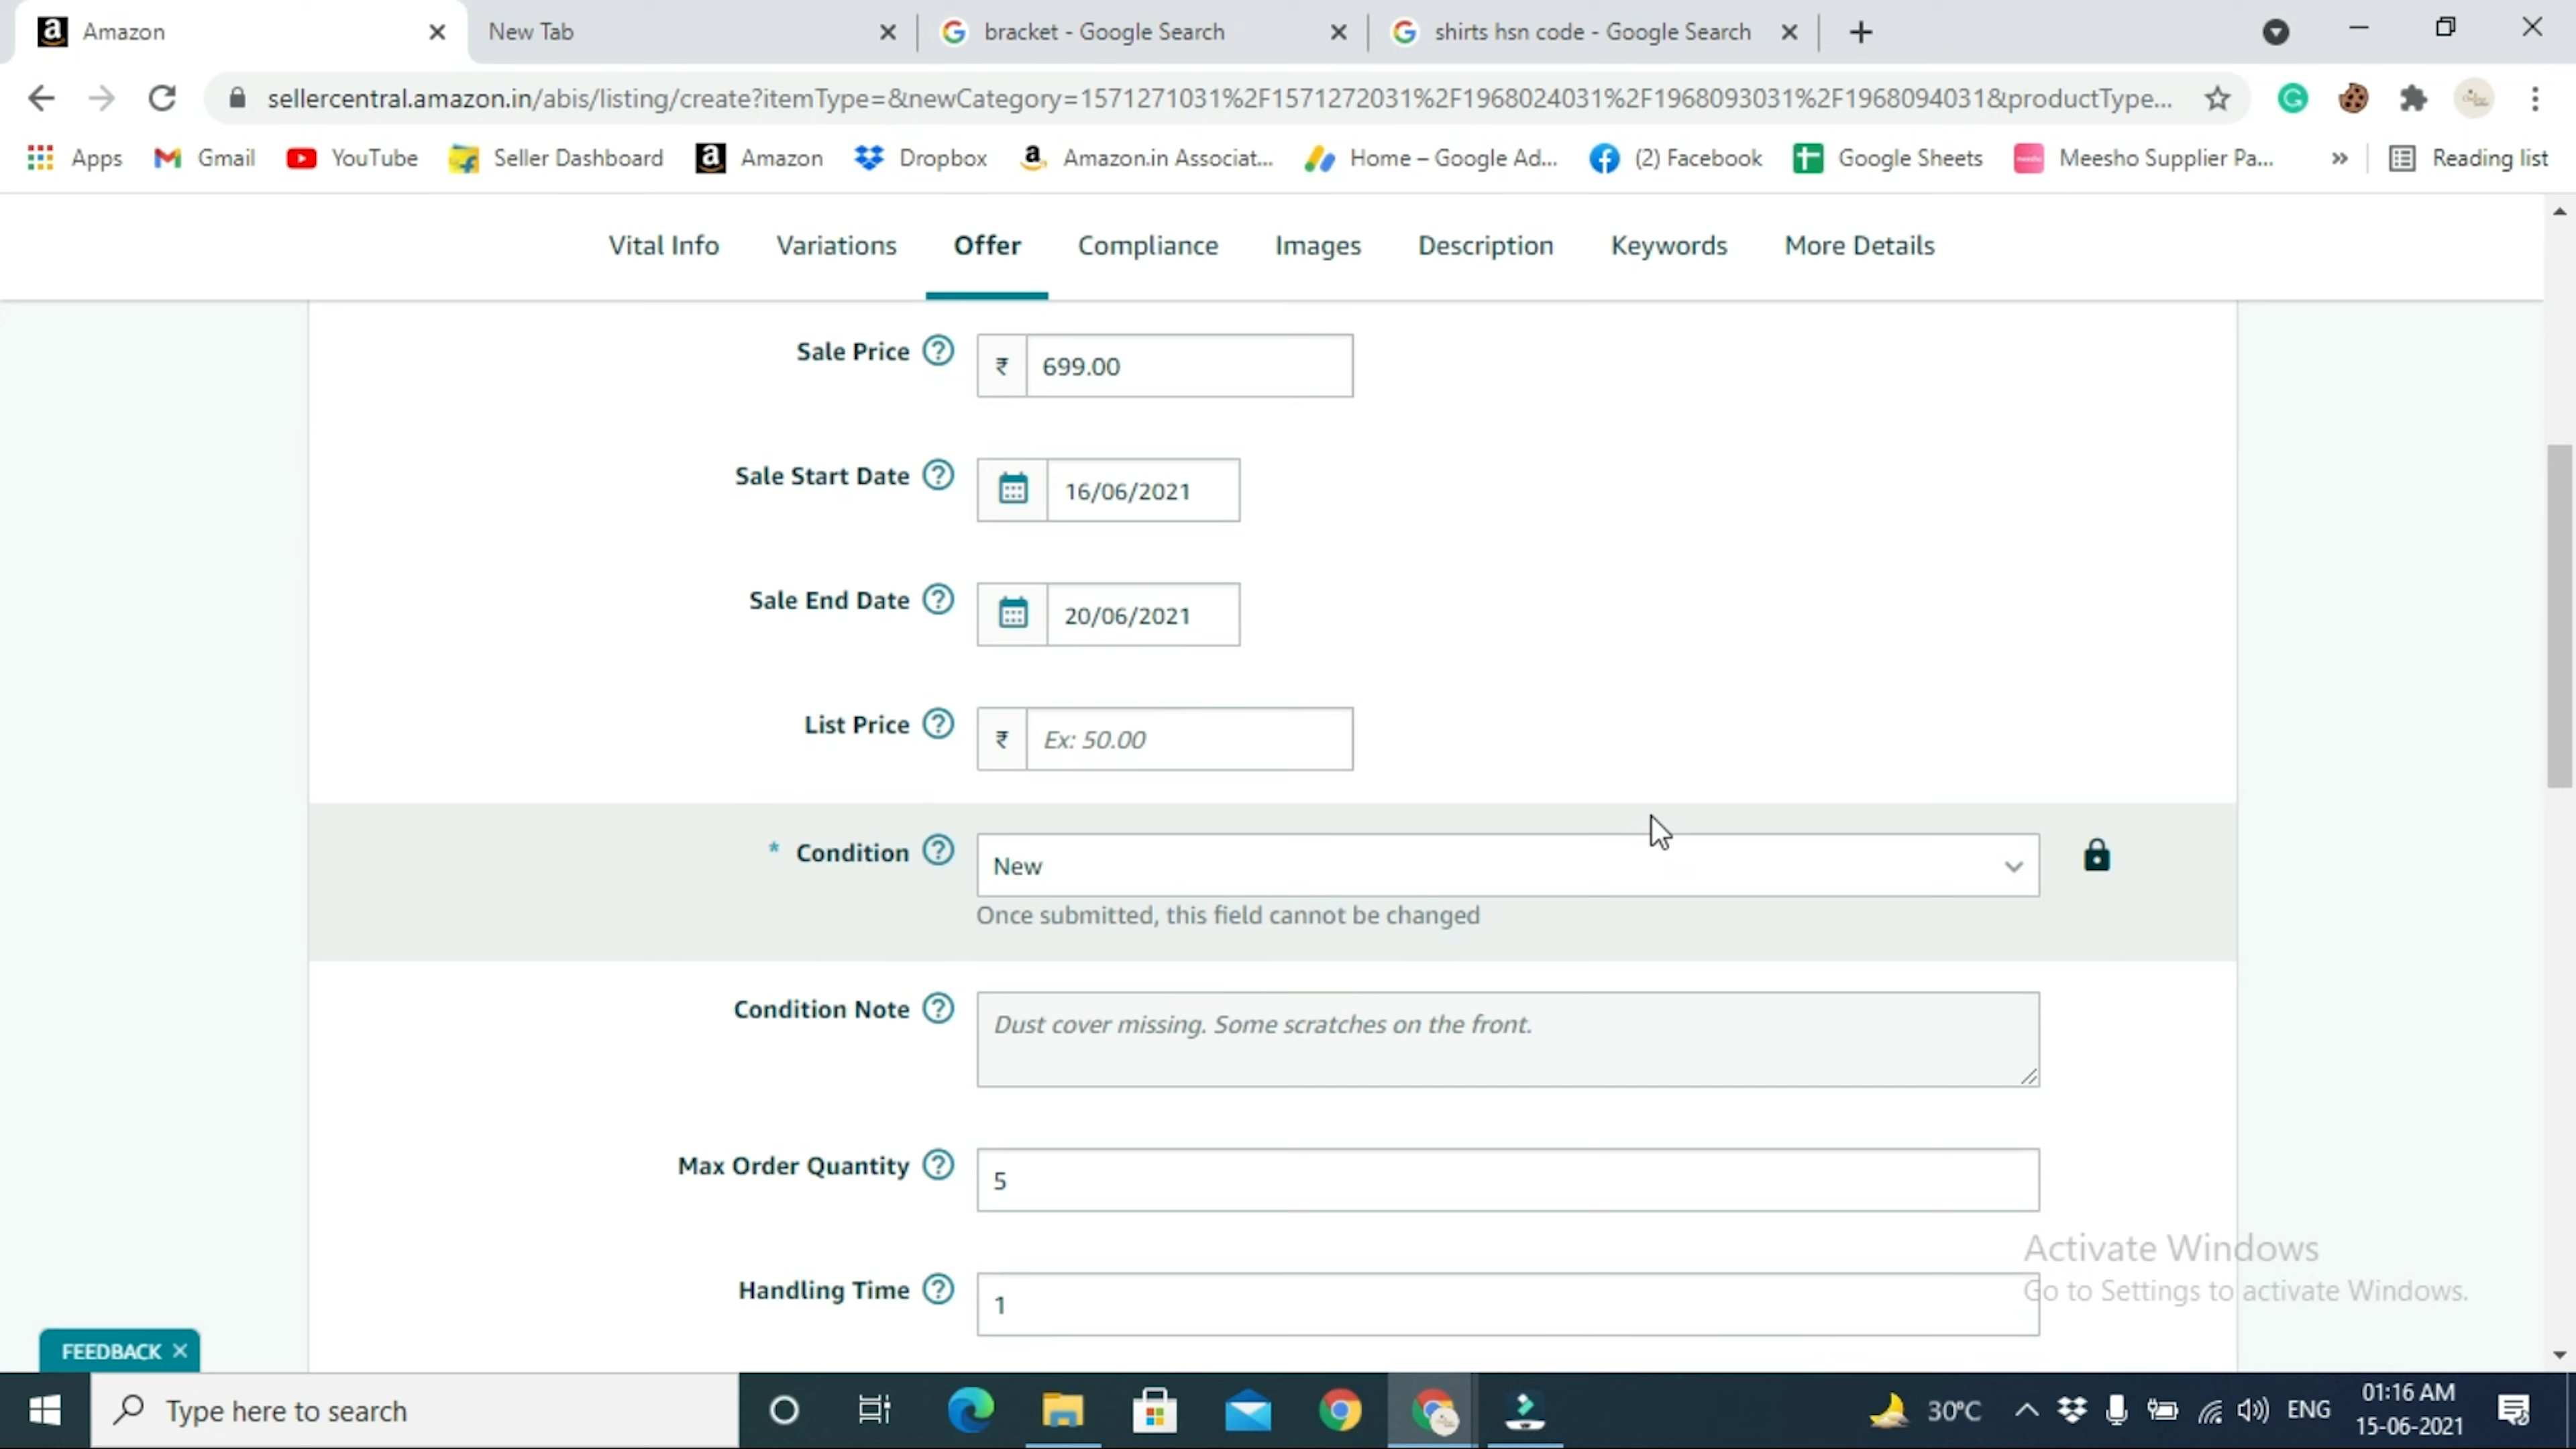 Amazon
New Tab
bracket - Google Search
shirts hsn code - Google Search
sellercentral.amazon.in/abis/listing/create?itemType=&newCategory=1571271031%2F1571272031%2F1968024031%2F1968093031%2F1968094031&productType...
Apps
Gmail
YouTube
Seller Dashboard
Amazon
Dropbox
Amazon.in Associat...
Home – Google Ad...
(2) Facebook
Google Sheets
Meesho Supplier Pa...
»
Reading list
Vital Info
Variations
Offer
Compliance
Images
Description
Keywords
More Details
Sale Price ? ₹ 699.00
Sale Start Date ? 16/06/2021
Sale End Date ? 20/06/2021
List Price ? ₹ Ex: 50.00
* Condition ? New
Once submitted, this field cannot be changed
Condition Note ? Dust cover missing. Some scratches on the front.
Max Order Quantity ? 5
Activate Windows
Go to Settings to activate Windows.
Handling Time ? 1
FEEDBACK ×
Type here to search
30°C
ENG
01:16 AM
15-06-2021